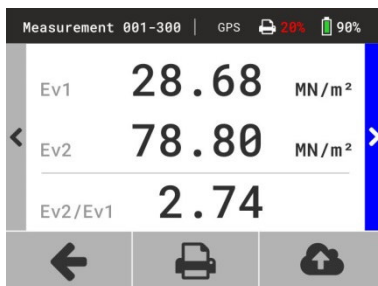 Measurement 001-300 | GPS 20% 90%
Ev1 28.68 MN/m²
Ev2 78.80 MN/m²
Ev2/Ev1 2.74